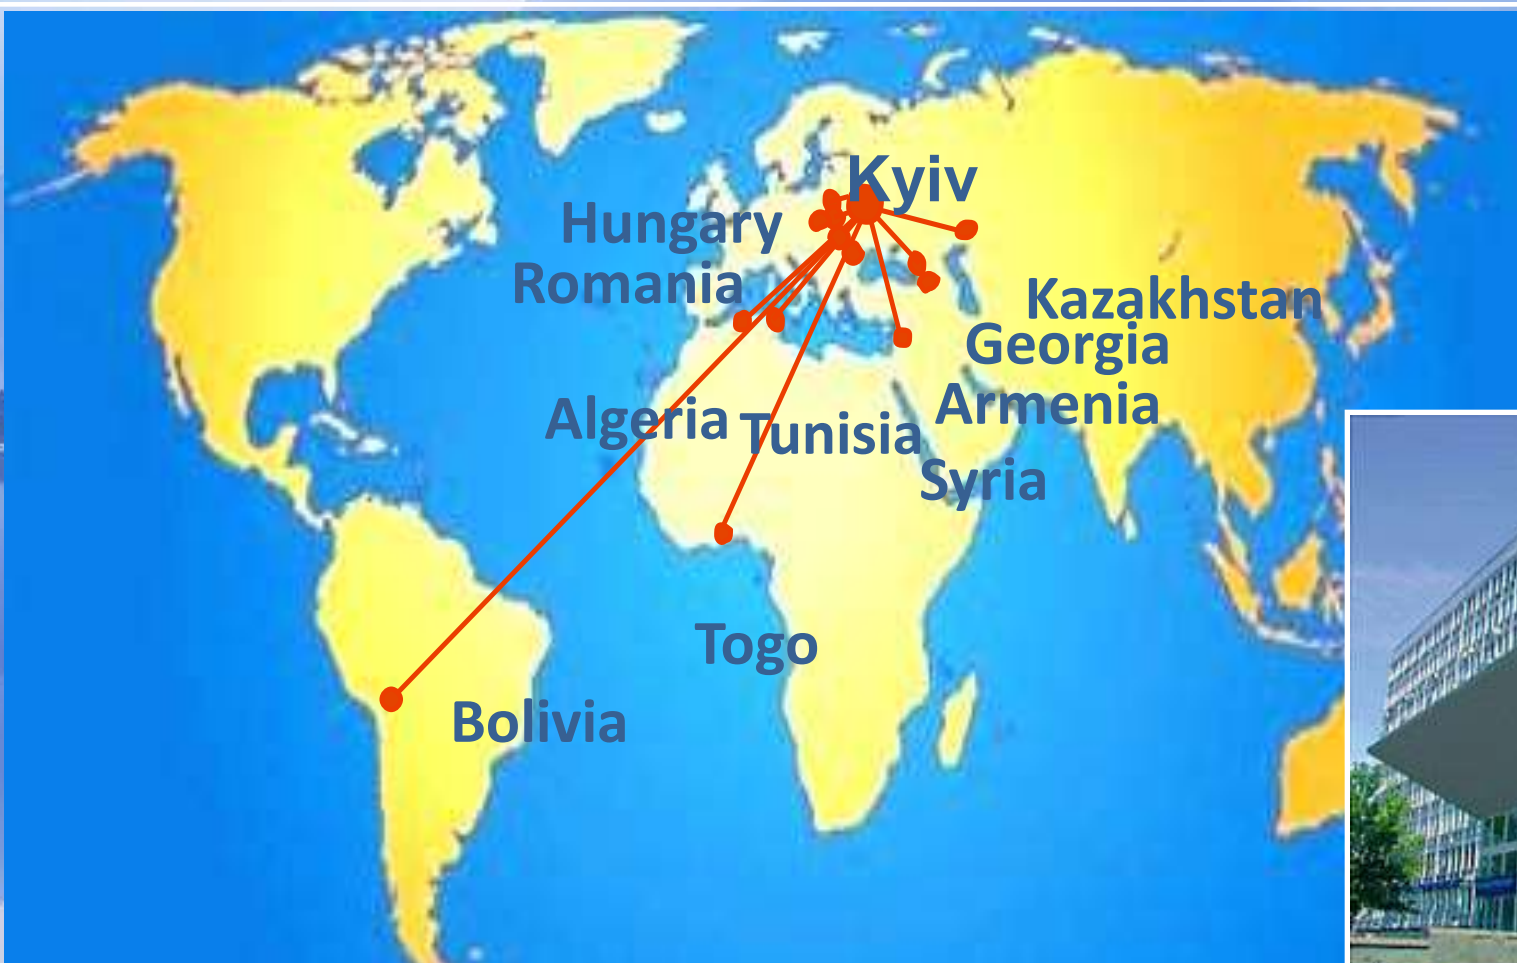 Kyiv
Hungary
Romania
Kazakhstan
Georgia
Armenia
Algeria
Tunisia
Syria
Togo
Bolivia